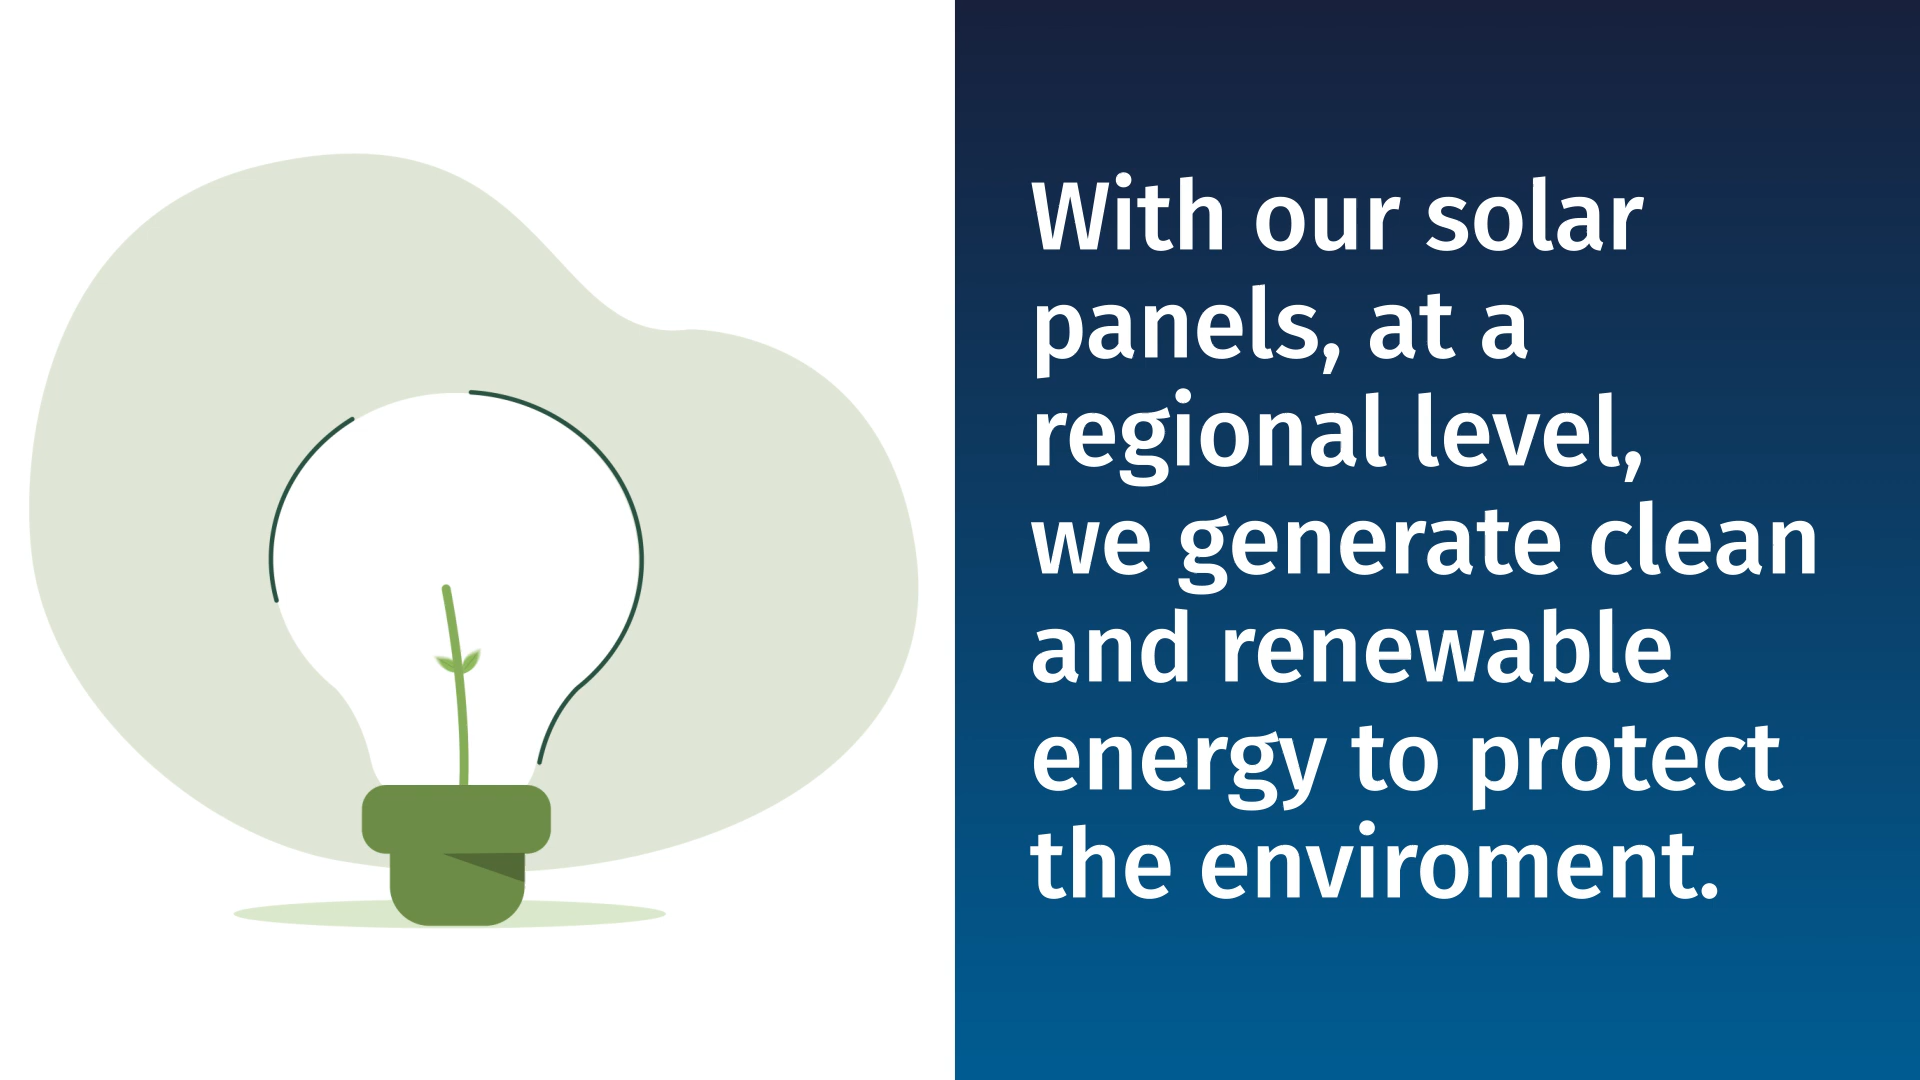 With our solar
panels, at a
regional level,
we generate clean
and renewable
energy to protect
the enviroment.